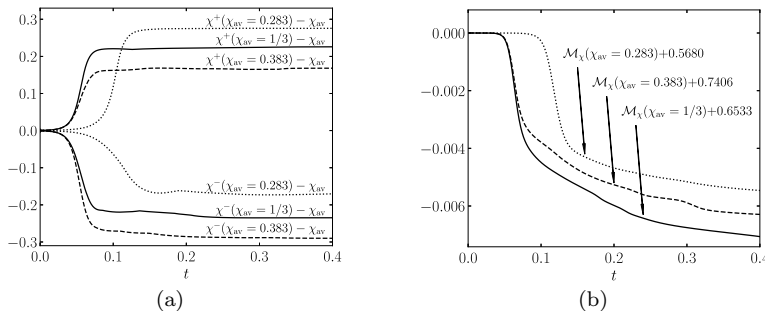 0.3
0.2
0.1
0.0
−0.1
−0.2
−0.3
0.0 0.1 0.2 0.3 0.4
t
χ⁺(χₐᵥ = 0.283) − χₐᵥ
χ⁺(χₐᵥ = 1/3) − χₐᵥ
χ⁺(χₐᵥ = 0.383) − χₐᵥ
χ⁻(χₐᵥ = 0.283) − χₐᵥ
χ⁻(χₐᵥ = 1/3) − χₐᵥ
χ⁻(χₐᵥ = 0.383) − χₐᵥ
(a)
0.000
−0.002
−0.004
−0.006
0.0 0.1 0.2 0.3 0.4
t
ℳᵪ(χₐᵥ = 0.283)+0.5680
ℳᵪ(χₐᵥ = 0.383)+0.7406
ℳᵪ(χₐᵥ = 1/3)+0.6533
(b)